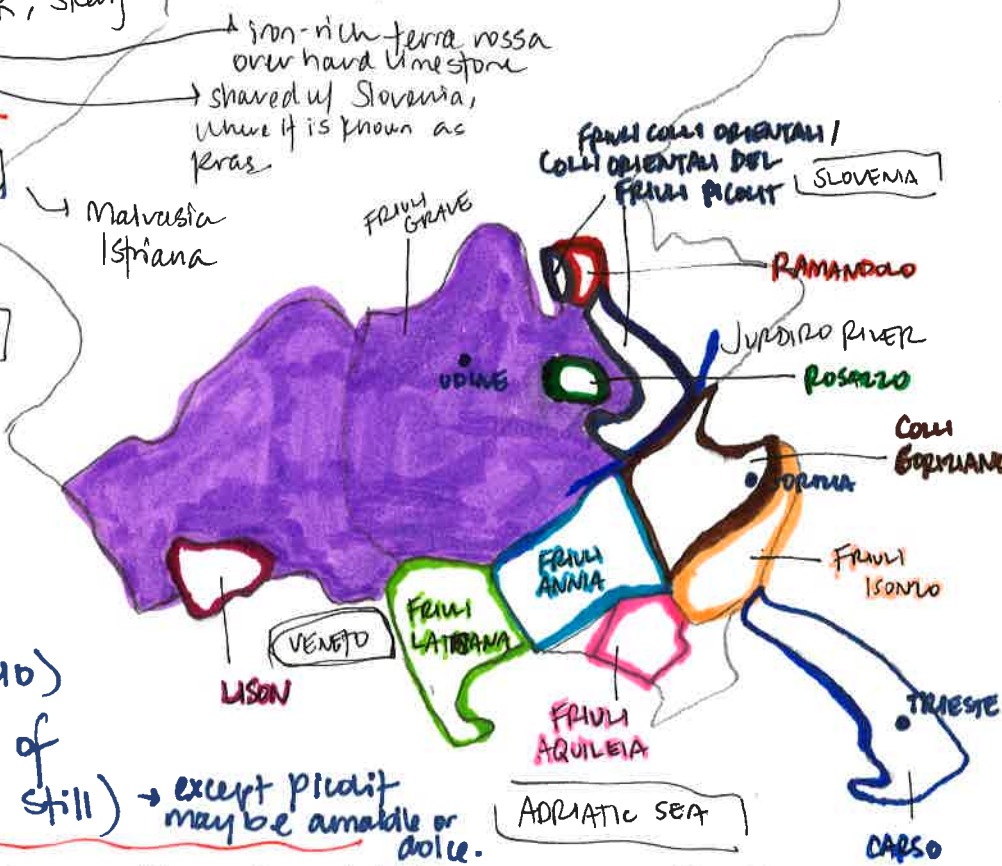 iron-rich terra rossa
over hard limestone
shared w/ Slovenia,
where it is known as
kras
Malvasia
Istriana
FRIULI COLLI ORIENTALI /
COLLI ORIENTALI DEL
FRIULI PICOLIT
SLOVENIA
FRIULI
GRAVE
RAMANDOLO
JURDIRO RIVER
UDINE
ROSAZZO
COLLI
GORIZIANO
GORIZIA
FRIULI
ANNIA
FRIULI
ISONZO
FRIULI
LATISANA
VENETO
LISON
TRIESTE
FRIULI
AQUILEIA
of
still) → except picolit
may be amabile or
dolce.
ADRIATIC SEA
CARSO